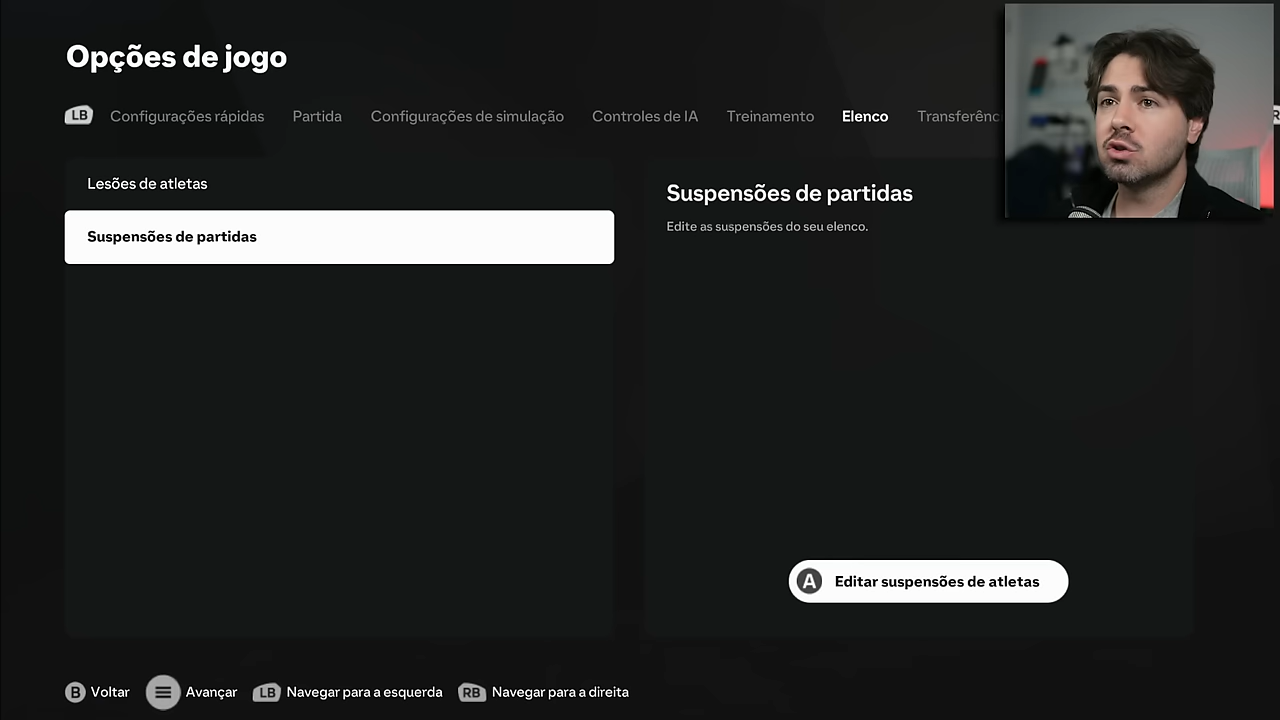 Opções de jogo
LB Configurações rápidas Partida Configurações de simulação Controles de IA Treinamento Elenco Transferênc
Lesões de atletas
Suspensões de partidas
Suspensões de partidas
Edite as suspensões do seu elenco.
A Editar suspensões de atletas
B Voltar Avançar LB Navegar para a esquerda RB Navegar para a direita